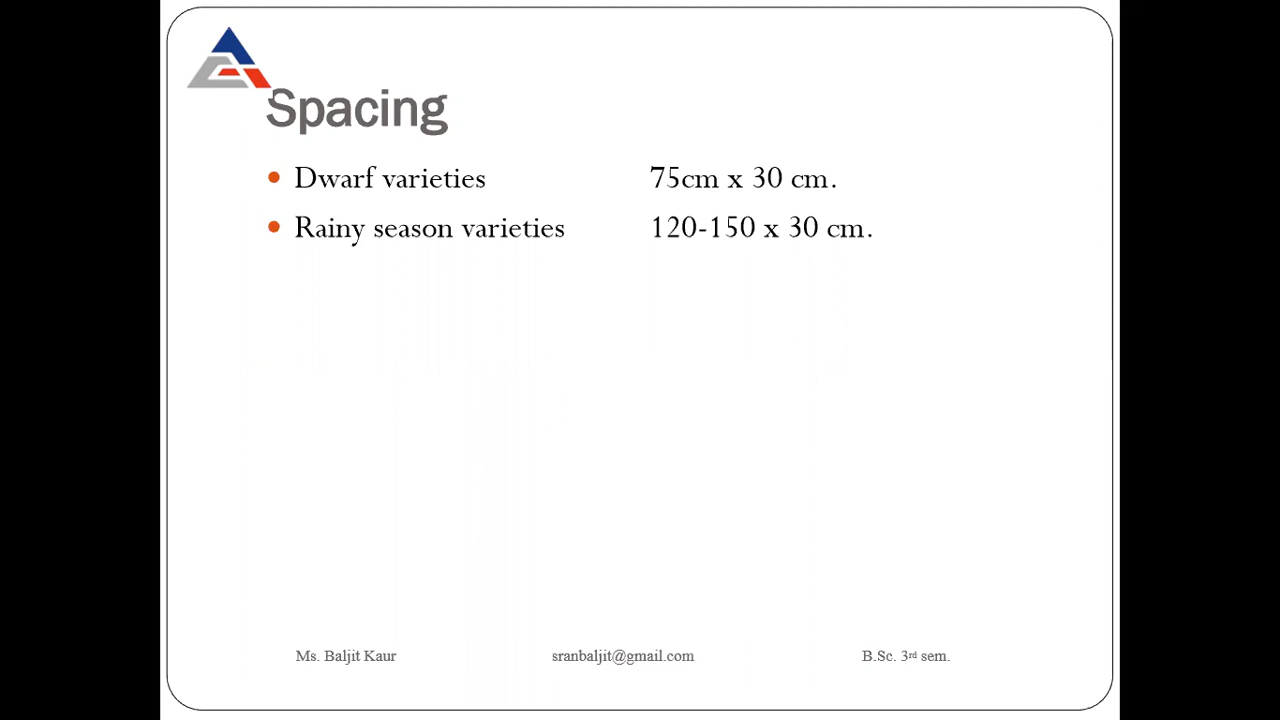 Spacing
Dwarf varieties 75cm x 30 cm.
Rainy season varieties 120-150 x 30 cm.
Ms. Baljit Kaur sranbaljit@gmail.com B.Sc. 3rd sem.